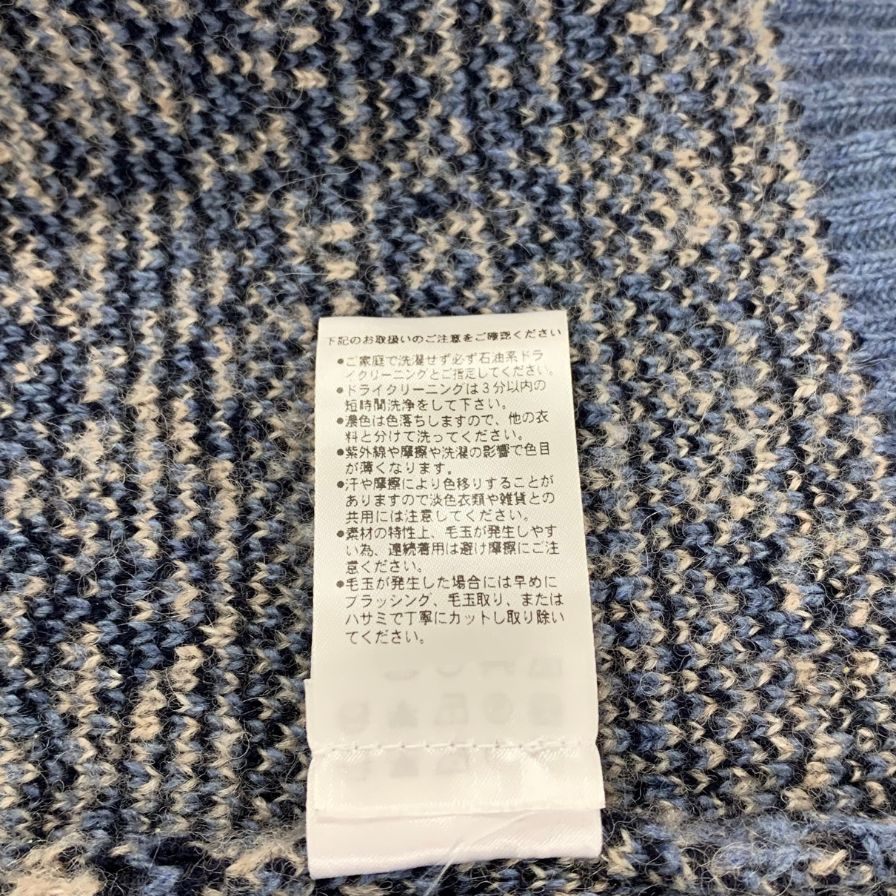 下記のお取扱いのご注意をご確認ください
●ご家庭で洗濯せず必ず石油系ドラ
イクリーニングとご指定してください。
●ドライクリーニングは3分以内の
短時間洗浄をして下さい。
●濃色は色落ちしますので、他の衣
料と分けて洗ってください。
●紫外線や摩擦や洗濯の影響で色目
が薄くなります。
●汗や摩擦により色移りすることが
ありますので淡色衣類や雑貨との
共用には注意してください。
●素材の特性上、毛玉が発生しやす
い為、連続着用は避け摩擦にご注
意ください。
●毛玉が発生した場合には早めに
ブラッシング、毛玉取り、または
ハサミで丁寧にカットし取り除い
てください。